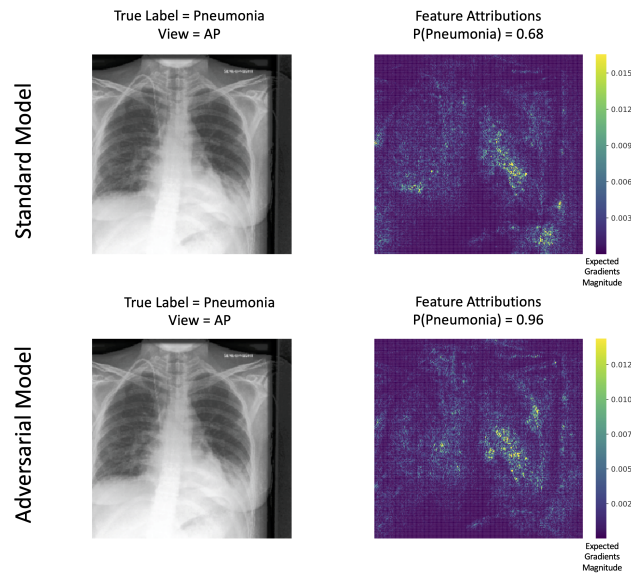 True Label = Pneumonia
View = AP
Feature Attributions
P(Pneumonia) = 0.68
Standard Model
0.015
0.012
0.009
0.006
0.003
Expected
Gradients
Magnitude
True Label = Pneumonia
View = AP
Feature Attributions
P(Pneumonia) = 0.96
Adversarial Model
0.012
0.010
0.007
0.005
0.002
Expected
Gradients
Magnitude